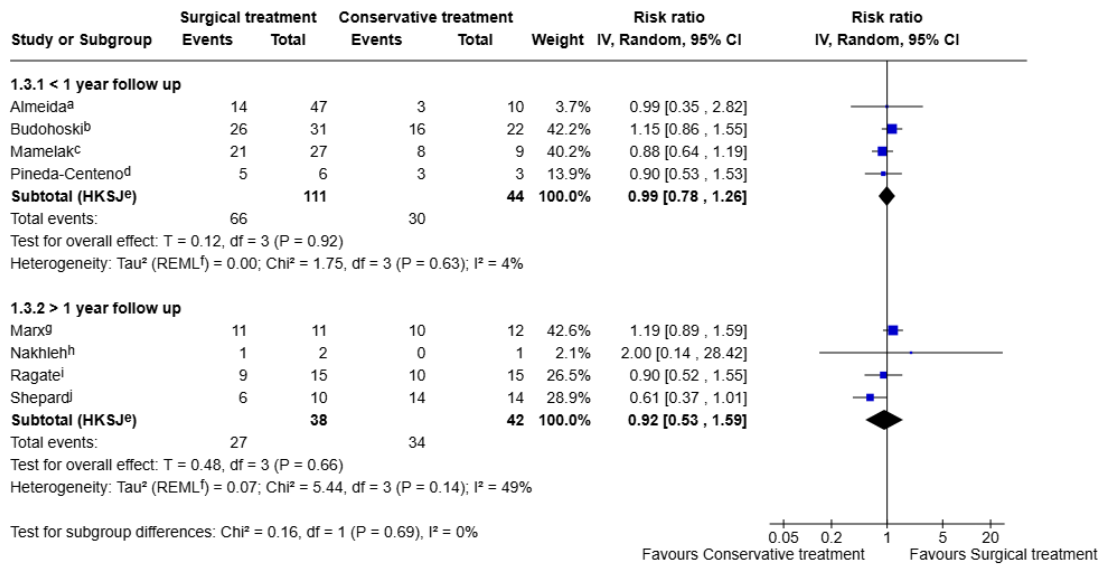 Surgical treatment Conservative treatment Risk ratio Risk ratio
Study or Subgroup Events Total Events Total Weight IV, Random, 95% CI IV, Random, 95% CI
1.3.1 < 1 year follow up
Almeidaᵃ 14 47 3 10 3.7% 0.99 [0.35 , 2.82]
Budohoskiᵇ 26 31 16 22 42.2% 1.15 [0.86 , 1.55]
Mamelakᶜ 21 27 8 9 40.2% 0.88 [0.64 , 1.19]
Pineda-Centenoᵈ 5 6 3 3 13.9% 0.90 [0.53 , 1.53]
Subtotal (HKSJᵉ) 111 44 100.0% 0.99 [0.78 , 1.26]
Total events: 66 30
Test for overall effect: T = 0.12, df = 3 (P = 0.92)
Heterogeneity: Tau² (REMLᶠ) = 0.00; Chi² = 1.75, df = 3 (P = 0.63); I² = 4%
1.3.2 > 1 year follow up
Marxᵍ 11 11 10 12 42.6% 1.19 [0.89 , 1.59]
Nakhlehʰ 1 2 0 1 2.1% 2.00 [0.14 , 28.42]
Ragateⁱ 9 15 10 15 26.5% 0.90 [0.52 , 1.55]
Shepardʲ 6 10 14 14 28.9% 0.61 [0.37 , 1.01]
Subtotal (HKSJᵉ) 38 42 100.0% 0.92 [0.53 , 1.59]
Total events: 27 34
Test for overall effect: T = 0.48, df = 3 (P = 0.66)
Heterogeneity: Tau² (REMLᶠ) = 0.07; Chi² = 5.44, df = 3 (P = 0.14); I² = 49%
Test for subgroup differences: Chi² = 0.16, df = 1 (P = 0.69), I² = 0%
0.05 0.2 1 5 20
Favours Conservative treatment Favours Surgical treatment